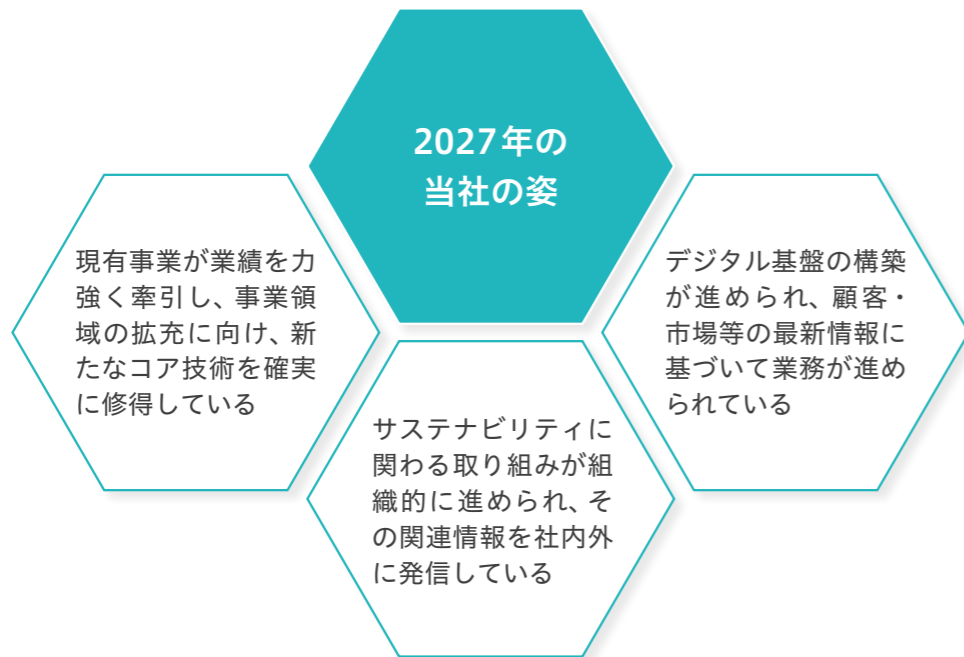 2027年の
当社の姿
現有事業が業績を力
強く牽引し、事業領
域の拡充に向け、新
たなコア技術を確実
に修得している
サステナビリティに
関わる取り組みが組
織的に進められ、そ
の関連情報を社内外
に発信している
デジタル基盤の構築
が進められ、顧客・
市場等の最新情報に
基づいて業務が進め
られている